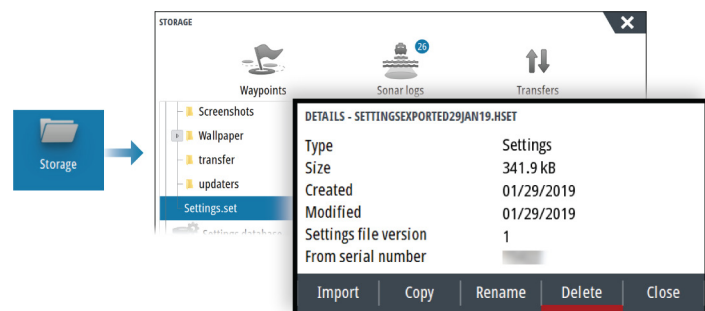 STORAGE
26
Waypoints
Sonar logs
Transfers
Storage
Screenshots
Wallpaper
transfer
updaters
Settings.set
Settings database
DETAILS - SETTINGSEXPORTED29JAN19.HSET
Type Settings
Size 341.9 kB
Created 01/29/2019
Modified 01/29/2019
Settings file version 1
From serial number
Import Copy Rename Delete Close